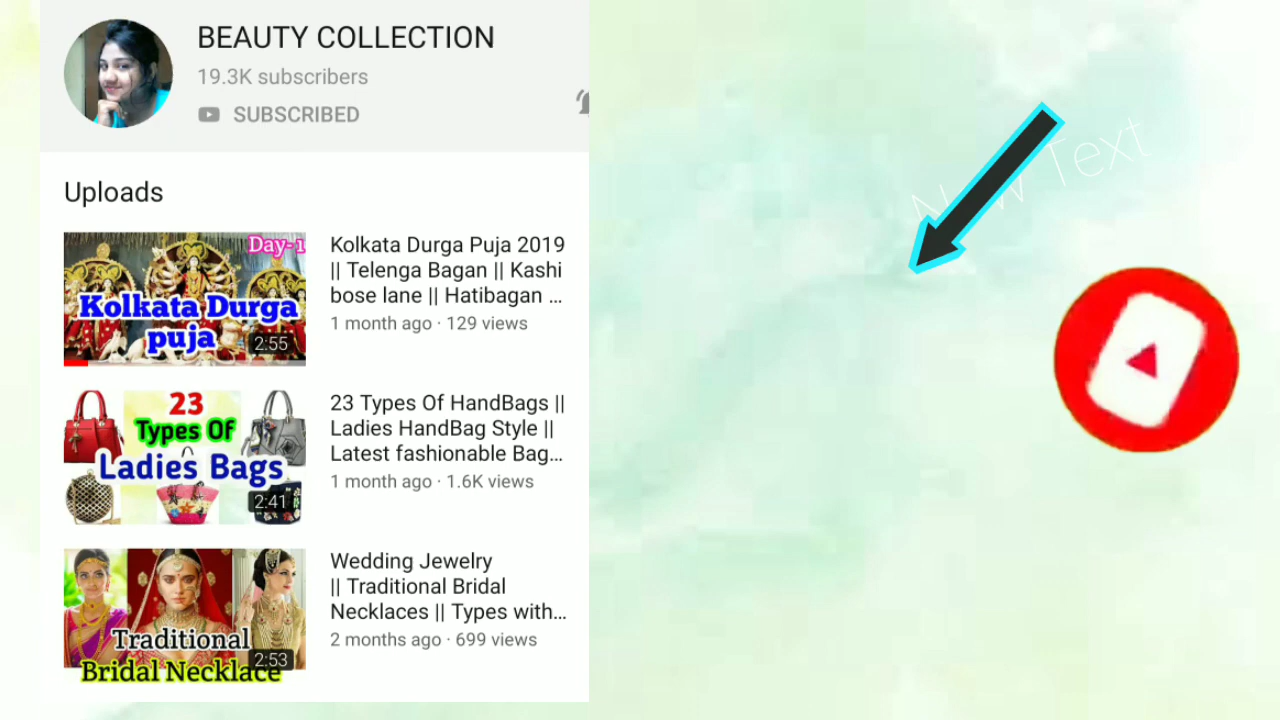 BEAUTY COLLECTION
19.3K subscribers
SUBSCRIBED
Uploads
Day-1
Kolkata Durga
puja
2:55
Kolkata Durga Puja 2019
|| Telenga Bagan || Kashi
bose lane || Hatibagan ...
1 month ago · 129 views
23
Types Of
Ladies Bags
2:41
23 Types Of HandBags ||
Ladies HandBag Style ||
Latest fashionable Bag...
1 month ago · 1.6K views
Traditional
Bridal Necklace
2:53
Wedding Jewelry
|| Traditional Bridal
Necklaces || Types with...
2 months ago · 699 views
New Text